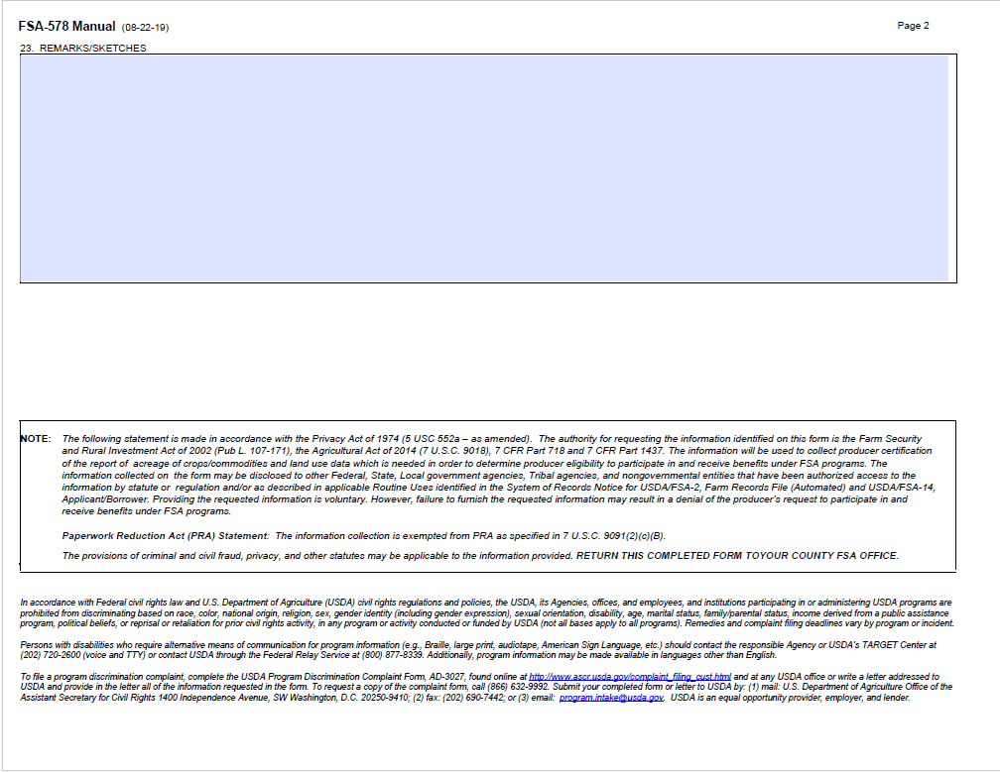 FSA-578 Manual (08-22-19) Page 2
23. REMARKS/SKETCHES
NOTE: The following statement is made in accordance with the Privacy Act of 1974 (5 USC 552a – as amended). The authority for requesting the information identified on this form is the Farm Security
and Rural Investment Act of 2002 (Pub L. 107-171), the Agricultural Act of 2014 (7 U.S.C. 9018), 7 CFR Part 718 and 7 CFR Part 1437. The information will be used to collect producer certification
of the report of acreage of crops/commodities and land use data which is needed in order to determine producer eligibility to participate in and receive benefits under FSA programs. The
information collected on the form may be disclosed to other Federal, State, Local government agencies, Tribal agencies, and nongovernmental entities that have been authorized access to the
information by statute or regulation and/or as described in applicable Routine Uses identified in the System of Records Notice for USDA/FSA-2, Farm Records File (Automated) and USDA/FSA-14,
Applicant/Borrower. Providing the requested information is voluntary. However, failure to furnish the requested information may result in a denial of the producer's request to participate in and
receive benefits under FSA programs.
Paperwork Reduction Act (PRA) Statement: The information collection is exempted from PRA as specified in 7 U.S.C. 9091(2)(c)(B).
The provisions of criminal and civil fraud, privacy, and other statutes may be applicable to the information provided. RETURN THIS COMPLETED FORM TOYOUR COUNTY FSA OFFICE.
In accordance with Federal civil rights law and U.S. Department of Agriculture (USDA) civil rights regulations and policies, the USDA, its Agencies, offices, and employees, and institutions participating in or administering USDA programs are
prohibited from discriminating based on race, color, national origin, religion, sex, gender identity (including gender expression), sexual orientation, disability, age, marital status, family/parental status, income derived from a public assistance
program, political beliefs, or reprisal or retaliation for prior civil rights activity, in any program or activity conducted or funded by USDA (not all bases apply to all programs). Remedies and complaint filing deadlines vary by program or incident.
Persons with disabilities who require alternative means of communication for program information (e.g., Braille, large print, audiotape, American Sign Language, etc.) should contact the responsible Agency or USDA's TARGET Center at
(202) 720-2600 (voice and TTY) or contact USDA through the Federal Relay Service at (800) 877-8339. Additionally, program information may be made available in languages other than English.
To file a program discrimination complaint, complete the USDA Program Discrimination Complaint Form, AD-3027, found online at http://www.ascr.usda.gov/complaint_filing_cust.html and at any USDA office or write a letter addressed to
USDA and provide in the letter all of the information requested in the form. To request a copy of the complaint form, call (866) 632-9992. Submit your completed form or letter to USDA by: (1) mail: U.S. Department of Agriculture Office of the
Assistant Secretary for Civil Rights 1400 Independence Avenue, SW Washington, D.C. 20250-9410; (2) fax: (202) 690-7442; or (3) email: program.intake@usda.gov. USDA is an equal opportunity provider, employer, and lender.